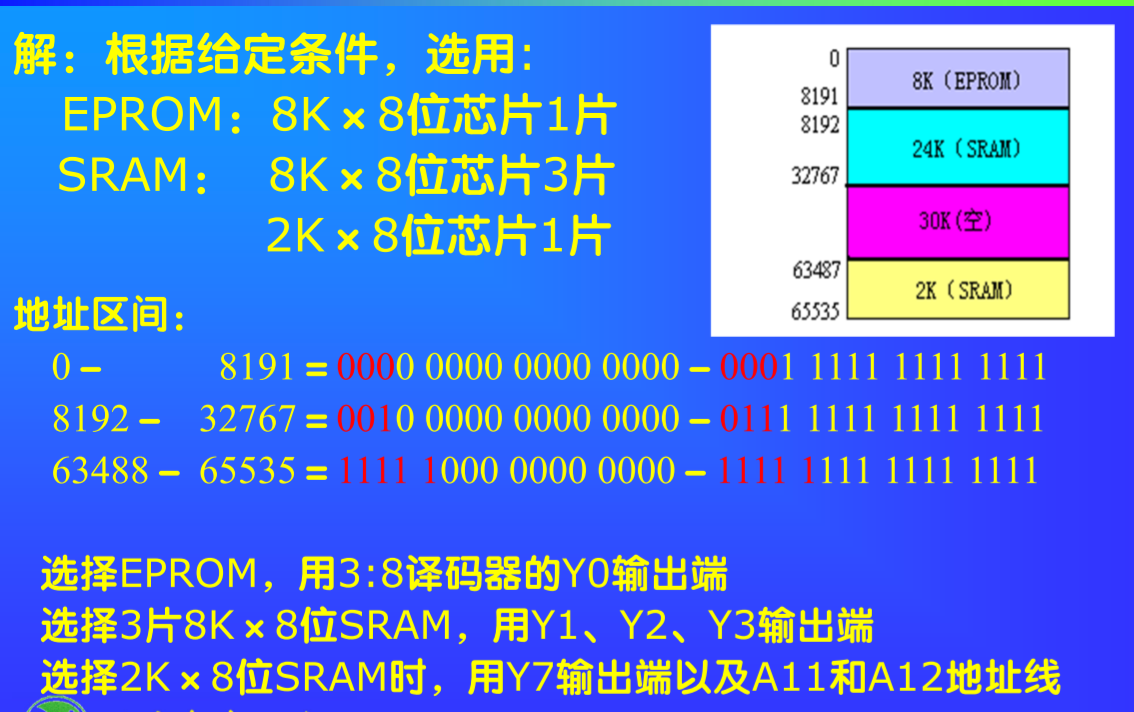 解：根据给定条件，选用：
EPROM：8K×8位芯片1片
SRAM： 8K×8位芯片3片
2K×8位芯片1片
0
8191
8192
32767
63487
65535
8K（EPROM）
24K（SRAM）
30K(空)
2K（SRAM）
地址区间：
0－ 8191＝0000 0000 0000 0000－0001 1111 1111 1111
8192－ 32767＝0010 0000 0000 0000－0111 1111 1111 1111
63488－ 65535＝1111 1000 0000 0000－1111 1111 1111 1111
选择EPROM，用3:8译码器的Y0输出端
选择3片8K×8位SRAM，用Y1、Y2、Y3输出端
选择2K×8位SRAM时，用Y7输出端以及A11和A12地址线